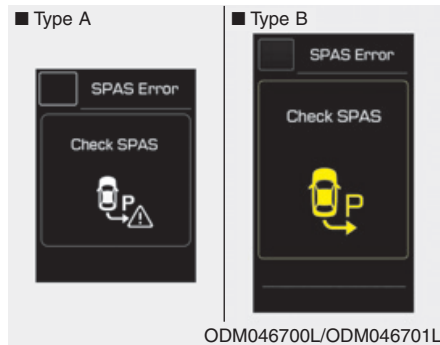 ■ Type A
SPAS Error
Check SPAS
P
■ Type B
SPAS Error
Check SPAS
P
ODM046700L/ODM046701L